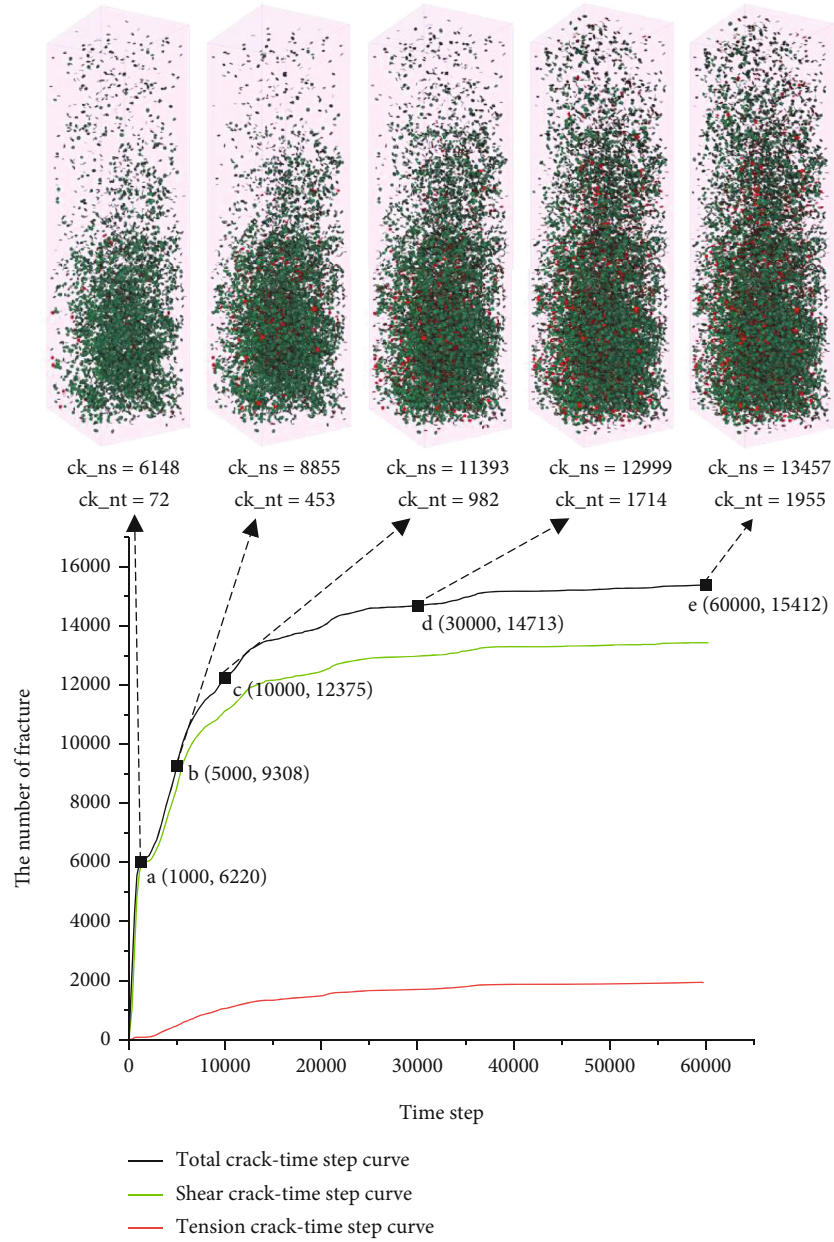 ck_ns = 6148 ck_ns = 8855 ck_ns = 11393 ck_ns = 12999 ck_ns = 13457
ck_nt = 72 ck_nt = 453 ck_nt = 982 ck_nt = 1714 ck_nt = 1955
16000
14000
12000
10000
8000
6000
4000
2000
0
The number of fracture
e (60000, 15412)
d (30000, 14713)
c (10000, 12375)
b (5000, 9308)
a (1000, 6220)
0 10000 20000 30000 40000 50000 60000
Time step
Total crack-time step curve
Shear crack-time step curve
Tension crack-time step curve